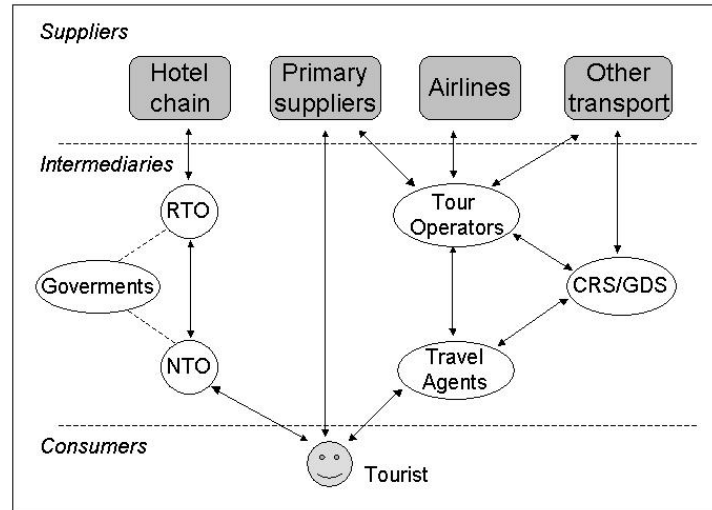 Suppliers
Hotel
chain
Primary
suppliers
Airlines
Other
transport
Intermediaries
RTO
Tour
Operators
Goverments
CRS/GDS
NTO
Travel
Agents
Consumers
Tourist